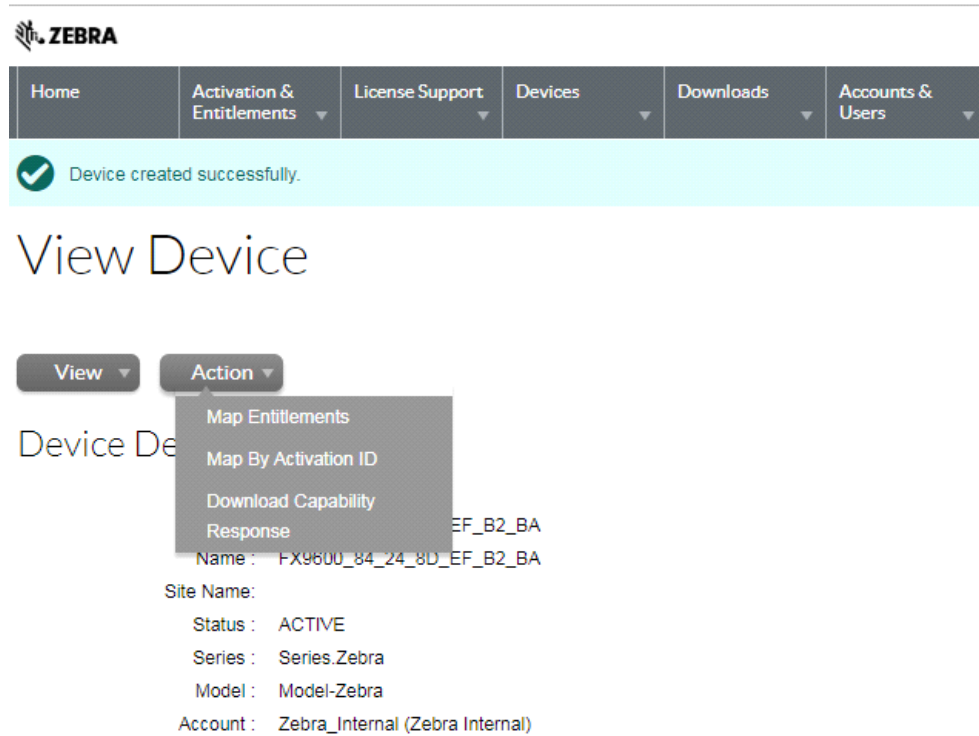 ZEBRA
Home
Activation &
Entitlements
License Support
Devices
Downloads
Accounts &
Users
Device created successfully.
View Device
View
Action
Map Entitlements
Map By Activation ID
Download Capability
Response
Device De
EF_B2_BA
Name : FX9600_84_24_8D_EF_B2_BA
Site Name:
Status : ACTIVE
Series : Series.Zebra
Model : Model-Zebra
Account : Zebra_Internal (Zebra Internal)